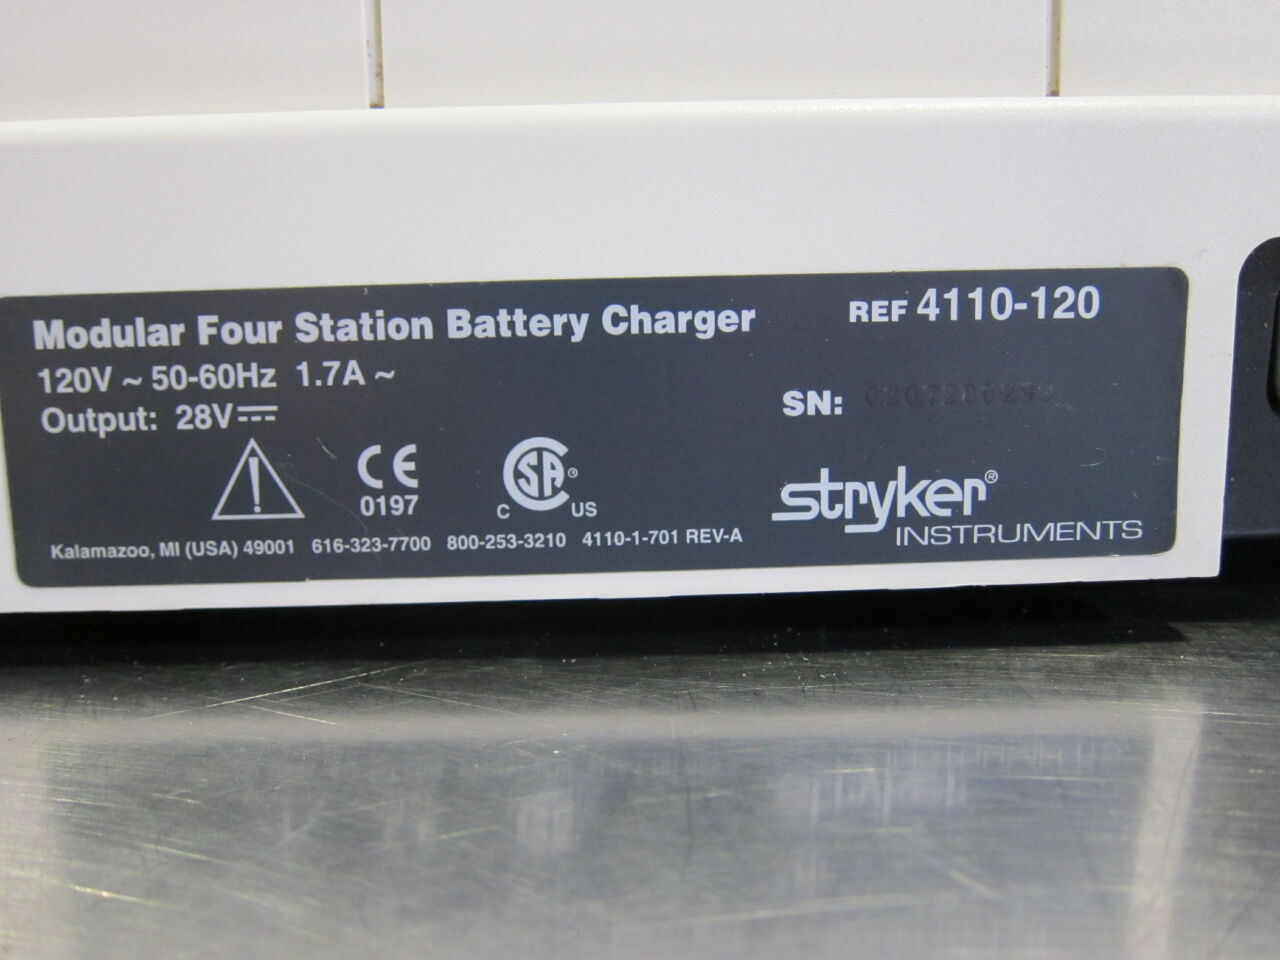 Modular Four Station Battery Charger
REF 4110-120
120V ~ 50-60Hz 1.7A ~
Output: 28V⎓
SN:
CE
0197
CSA®
C US
stryker®
INSTRUMENTS
Kalamazoo, MI (USA) 49001 616-323-7700 800-253-3210 4110-1-701 REV-A